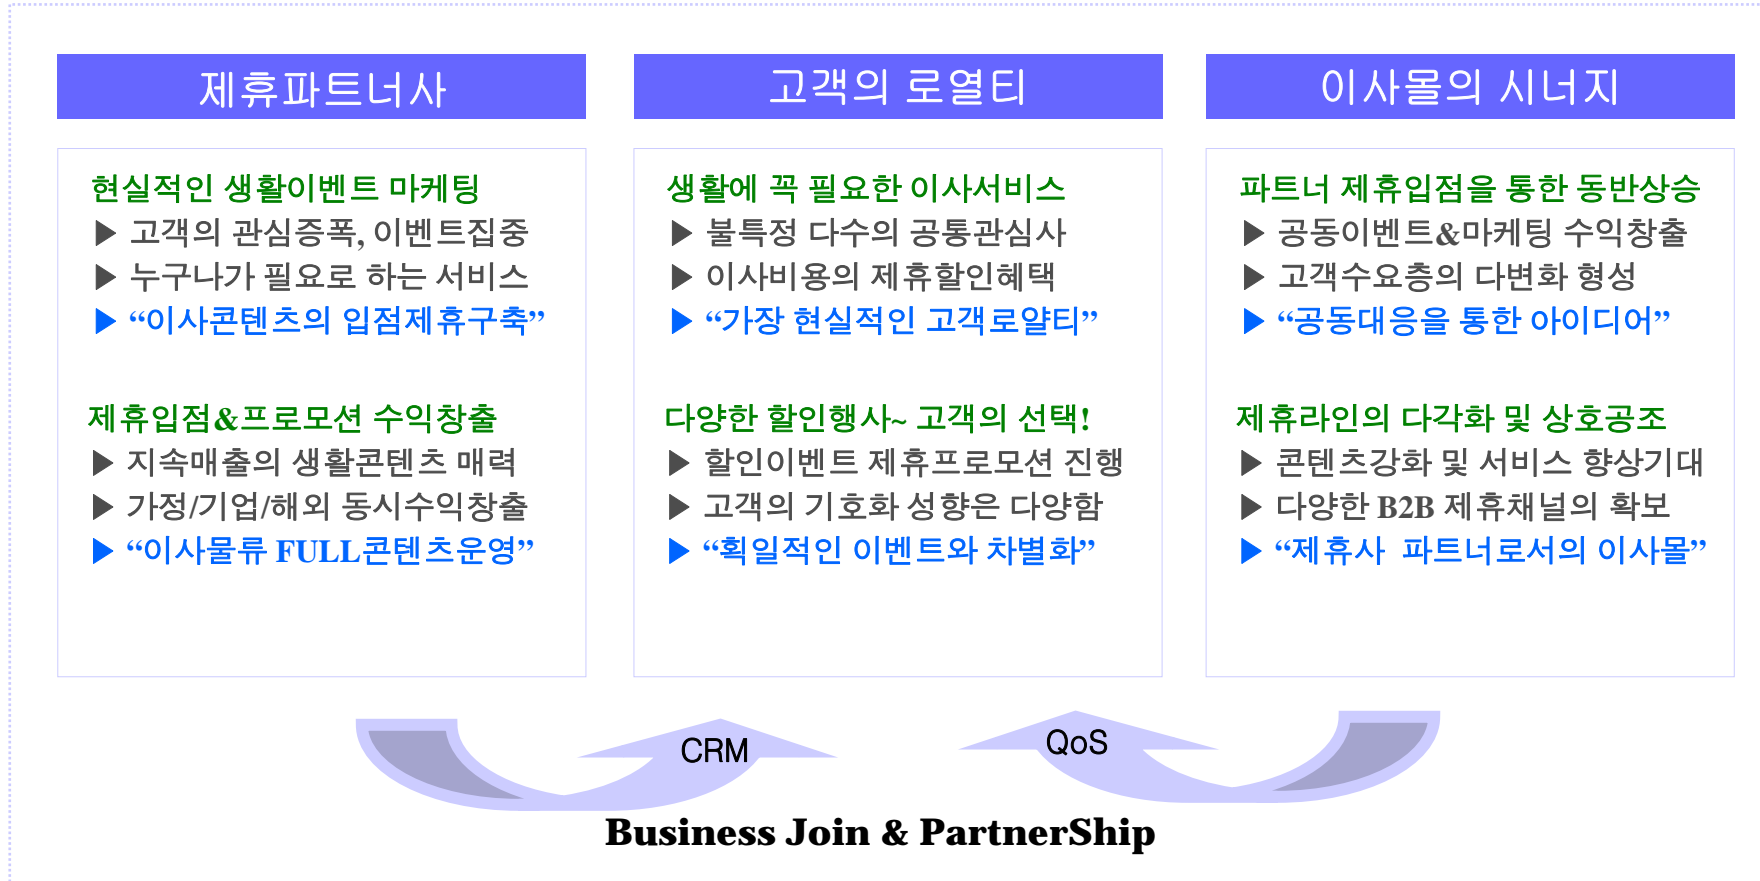 제휴파트너사
현실적인 생활이벤트 마케팅
▶ 고객의 관심증폭, 이벤트집중
▶ 누구나가 필요로 하는 서비스
▶ “이사콘텐츠의 입점제휴구축”
제휴입점&프로모션 수익창출
▶ 지속매출의 생활콘텐츠 매력
▶ 가정/기업/해외 동시수익창출
▶ “이사물류 FULL콘텐츠운영”
고객의 로열티
생활에 꼭 필요한 이사서비스
▶ 불특정 다수의 공통관심사
▶ 이사비용의 제휴할인혜택
▶ “가장 현실적인 고객로얄티”
다양한 할인행사~ 고객의 선택!
▶ 할인이벤트 제휴프로모션 진행
▶ 고객의 기호화 성향은 다양함
▶ “획일적인 이벤트와 차별화”
이사몰의 시너지
파트너 제휴입점을 통한 동반상승
▶ 공동이벤트&마케팅 수익창출
▶ 고객수요층의 다변화 형성
▶ “공동대응을 통한 아이디어”
제휴라인의 다각화 및 상호공조
▶ 콘텐츠강화 및 서비스 향상기대
▶ 다양한 B2B 제휴채널의 확보
▶ “제휴사 파트너로서의 이사몰”
CRM
QoS
Business Join & PartnerShip